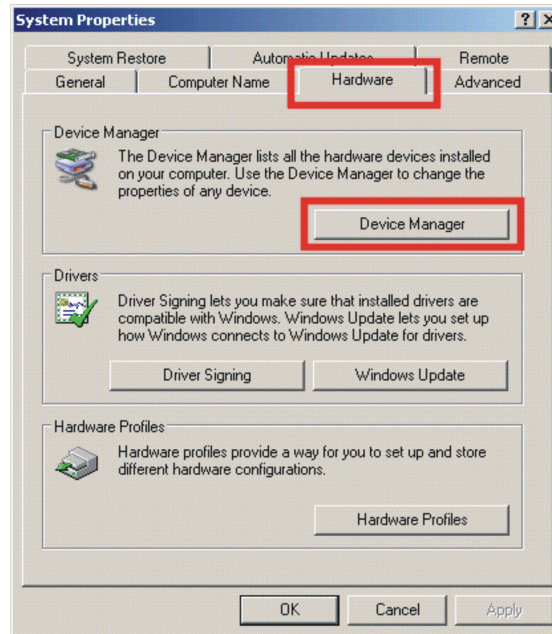 System Properties
System Restore Automatic Updates Remote
General Computer Name Hardware Advanced
Device Manager
The Device Manager lists all the hardware devices installed
on your computer. Use the Device Manager to change the
properties of any device.
Device Manager
Drivers
Driver Signing lets you make sure that installed drivers are
compatible with Windows. Windows Update lets you set up
how Windows connects to Windows Update for drivers.
Driver Signing Windows Update
Hardware Profiles
Hardware profiles provide a way for you to set up and store
different hardware configurations.
Hardware Profiles
OK Cancel Apply